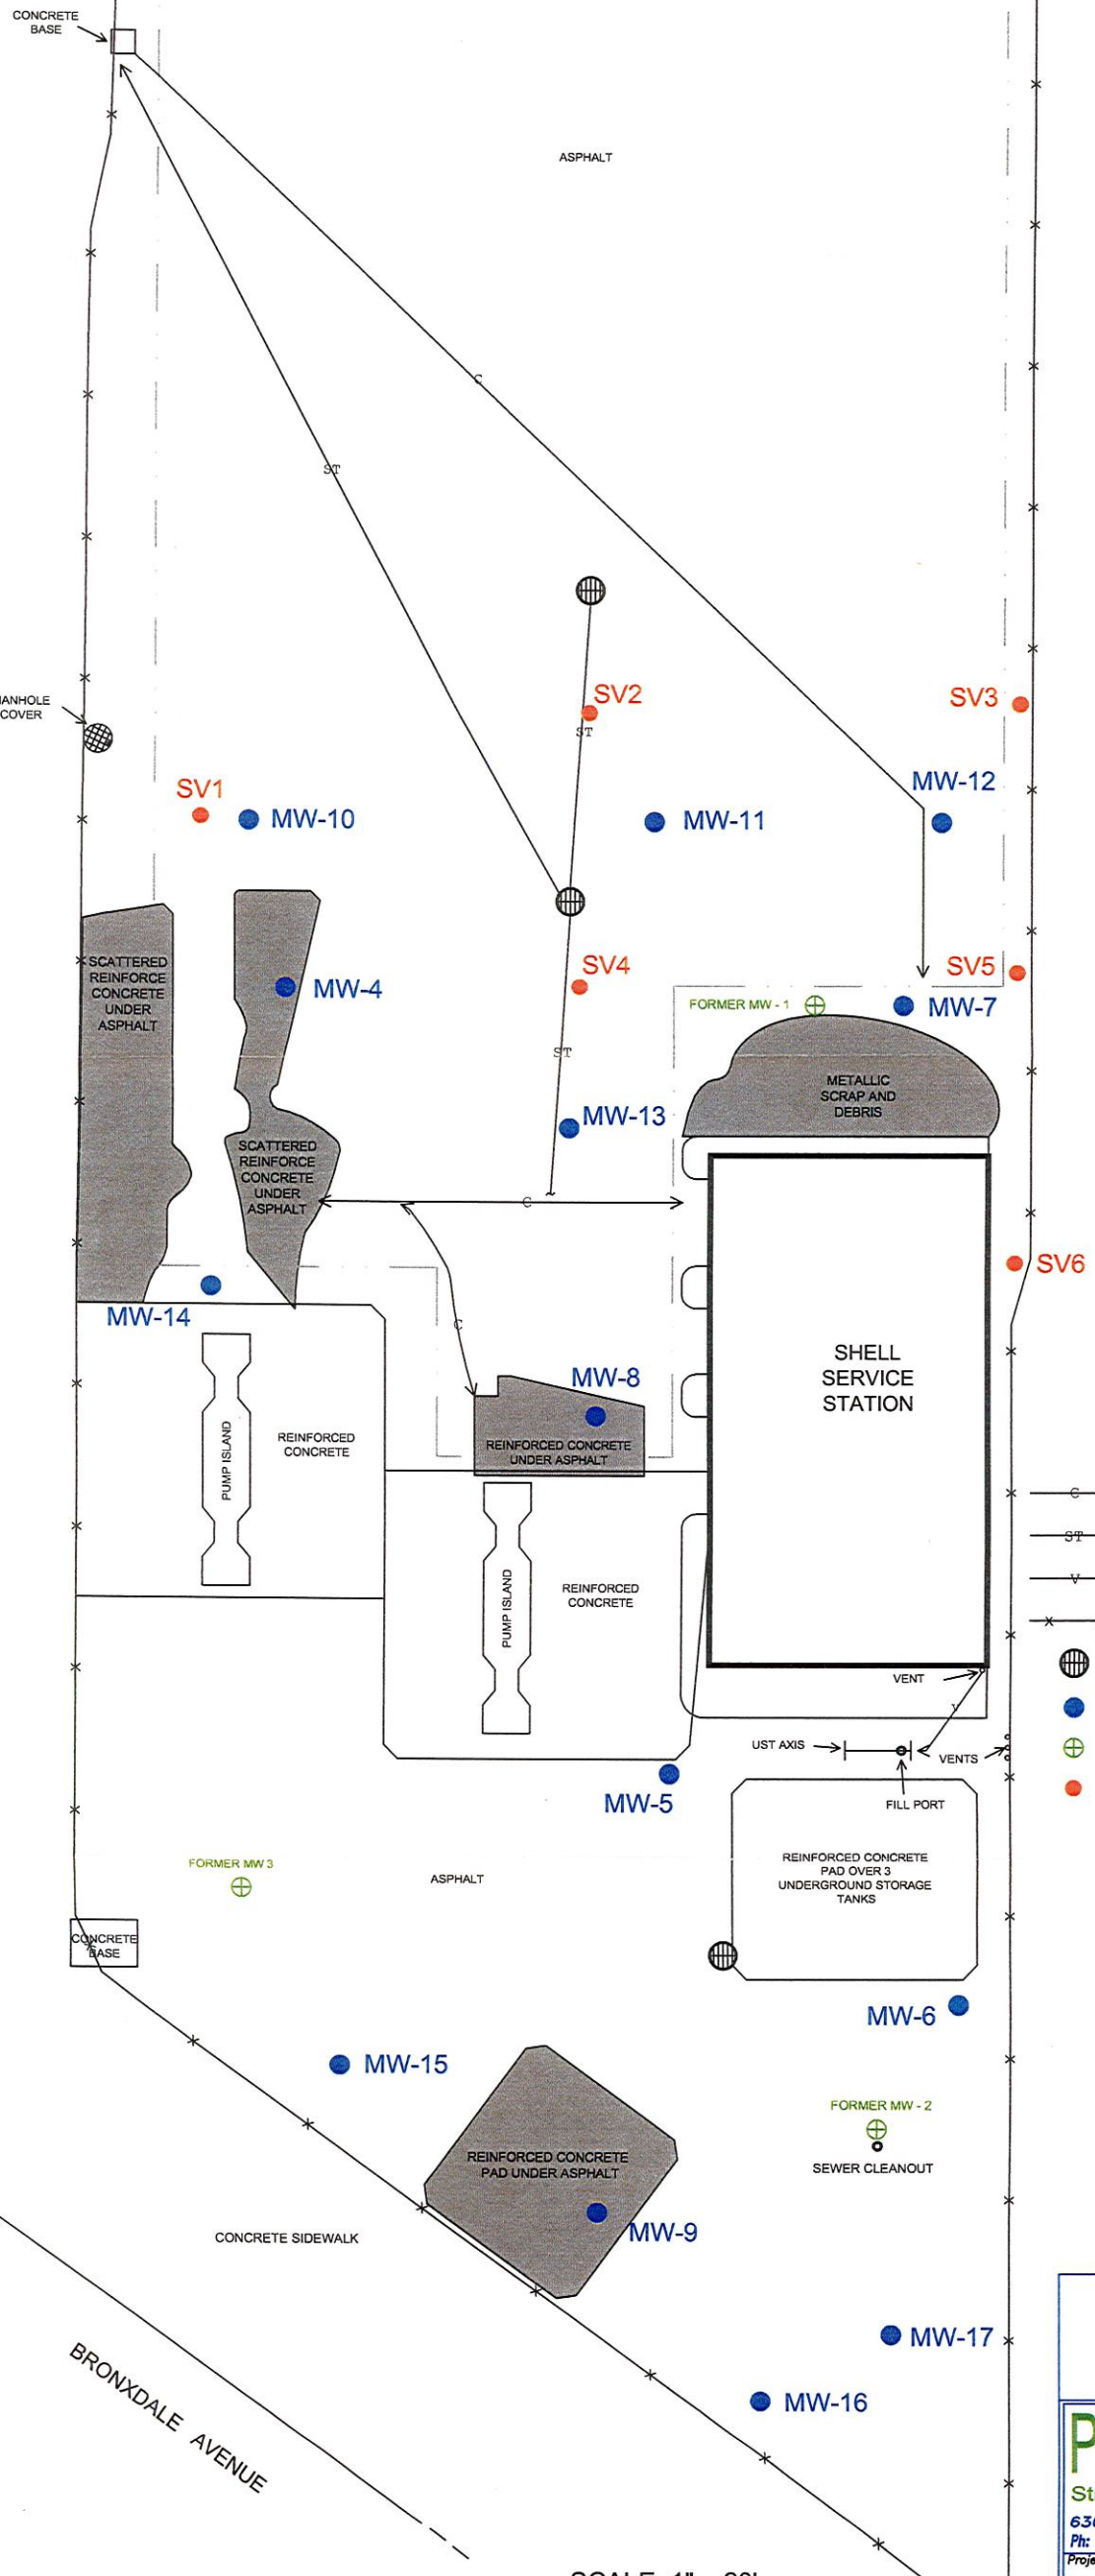 CONCRETE
BASE
ASPHALT
C
ST
SV2
ST
SV3
COVER
SV1
MW-10
MW-11
MW-12
SCATTERED
REINFORCE
CONCRETE
UNDER
ASPHALT
MW-4
SV4
SV5
FORMER MW - 1
MW-7
ST
METALLIC
SCRAP AND
DEBRIS
MW-13
SCATTERED
REINFORCE
CONCRETE
UNDER
ASPHALT
C
SV6
MW-14
C
SHELL
SERVICE
STATION
MW-8
PUMP ISLAND
REINFORCED
CONCRETE
REINFORCED CONCRETE
UNDER ASPHALT
C
ST
V
X
PUMP ISLAND
REINFORCED
CONCRETE
VENT
V
UST AXIS
VENTS
FILL PORT
MW-5
FORMER MW 3
ASPHALT
REINFORCED CONCRETE
PAD OVER 3
UNDERGROUND STORAGE
TANKS
CONCRETE
BASE
MW-6
MW-15
FORMER MW - 2
SEWER CLEANOUT
REINFORCED CONCRETE
PAD UNDER ASPHALT
MW-9
CONCRETE SIDEWALK
MW-17
MW-16
BRONXDALE AVENUE
P
Ph: